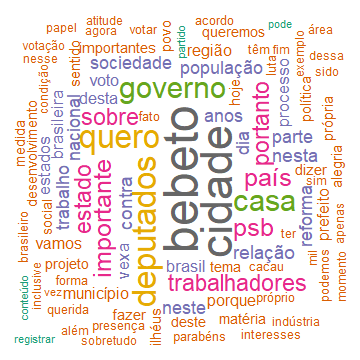 papel
atitude
agora
votar
acordo
queremos
partido
pode
área
votação
nesse
importantes
povo
região
têm
fim
luta
exemplo
dessa
sido
condição
sentido
sociedade
população
voto
governo
hoje
processo
política
própria
medida
desenvolvimento
estados
brasileira
nacional
desta
sobre
fato
anos
portanto
quero
bebeto
cidade
dia
parte
nesta
brasileiro
social
trabalho
estado
importante
deputados
contra
vexa
país
casa
dizer
sim
alegria
prefeito
reforma
psb
ter
relação
vamos
projeto
brasil
tema
cacau
mil
podemos
momento
apenas
conteúdo
inclusive
forma
vez
município
trabalhadores
querida
neste
porque
próprio
registrar
além
fazer
presença
sobretudo
ilhéus
deste
parabéns
matéria
indústria
interesses